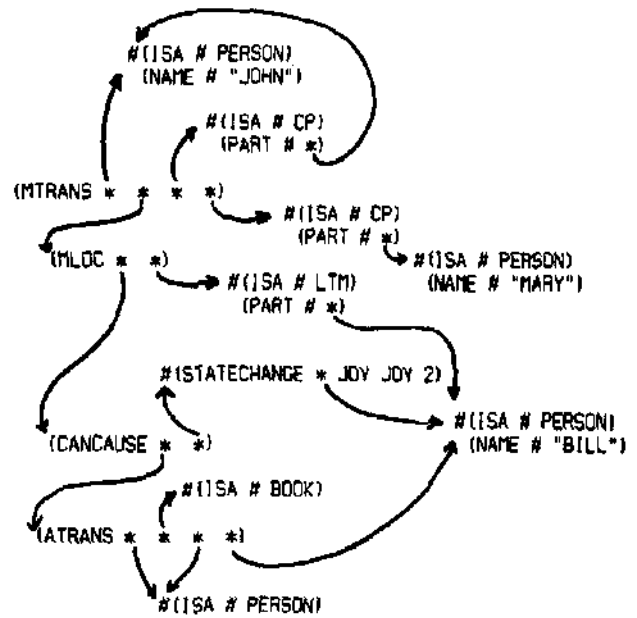 #(ISA # PERSON)
(NAME # "JOHN")
#(ISA # CP)
(PART # *)
(MTRANS * * * *)
#(ISA # CP)
(PART # *)
(MLOC * *)
#(ISA # PERSON)
(NAME # "MARY")
#(ISA # LTM)
(PART # *)
#(STATECHANGE * JOY JOY 2)
#(ISA # PERSON)
(NAME # "BILL")
(CANCAUSE * *)
#(ISA # BOOK)
(ATRANS * * * *)
#(ISA # PERSON)